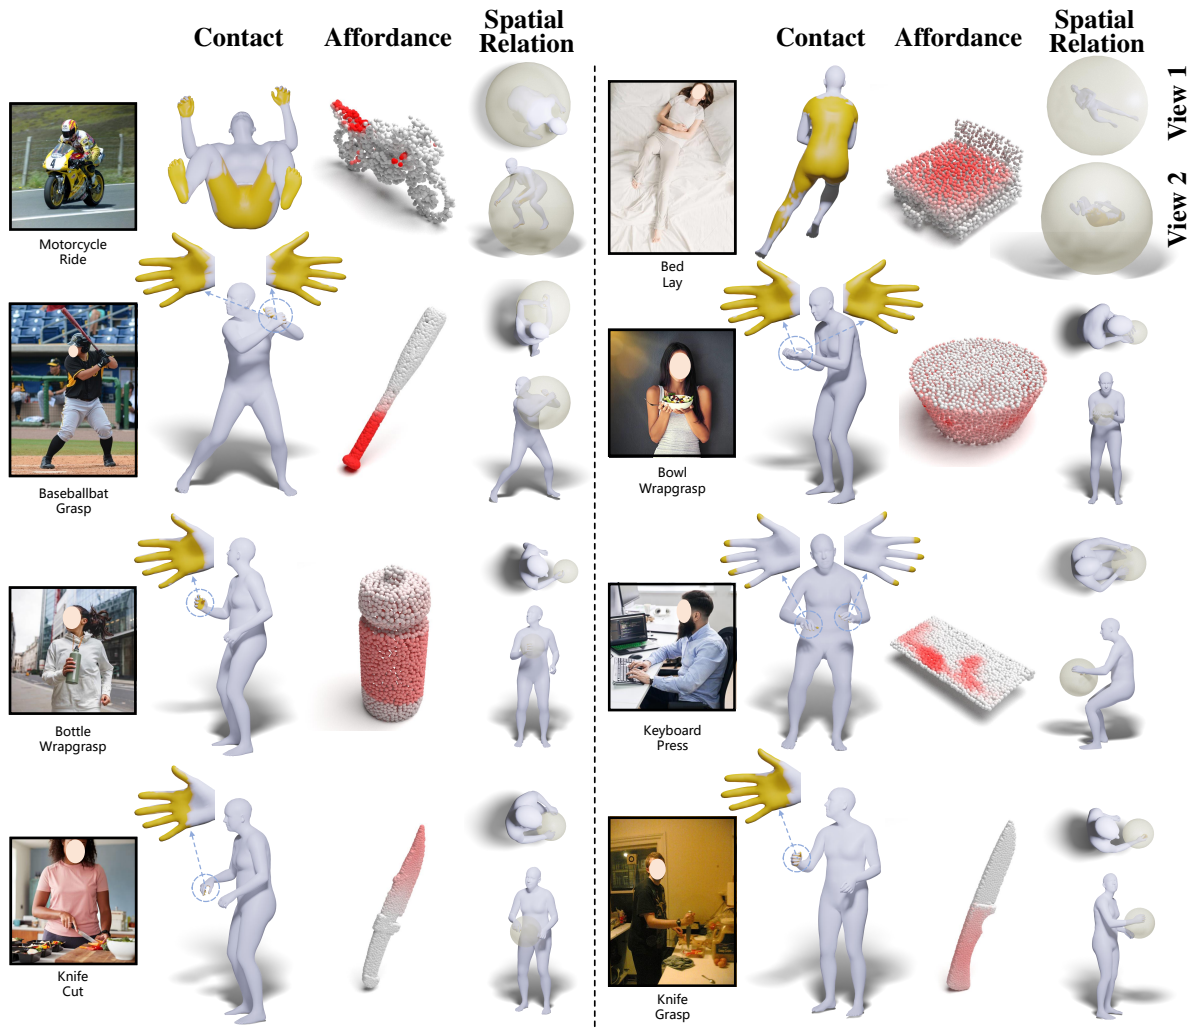 Contact
Affordance
Spatial
Relation
Motorcycle
Ride
Baseballbat
Grasp
Bottle
Wrapgrasp
Knife
Cut
Contact
Affordance
Spatial
Relation
View 1
View 2
Bed
Lay
Bowl
Wrapgrasp
Keyboard
Press
Knife
Grasp